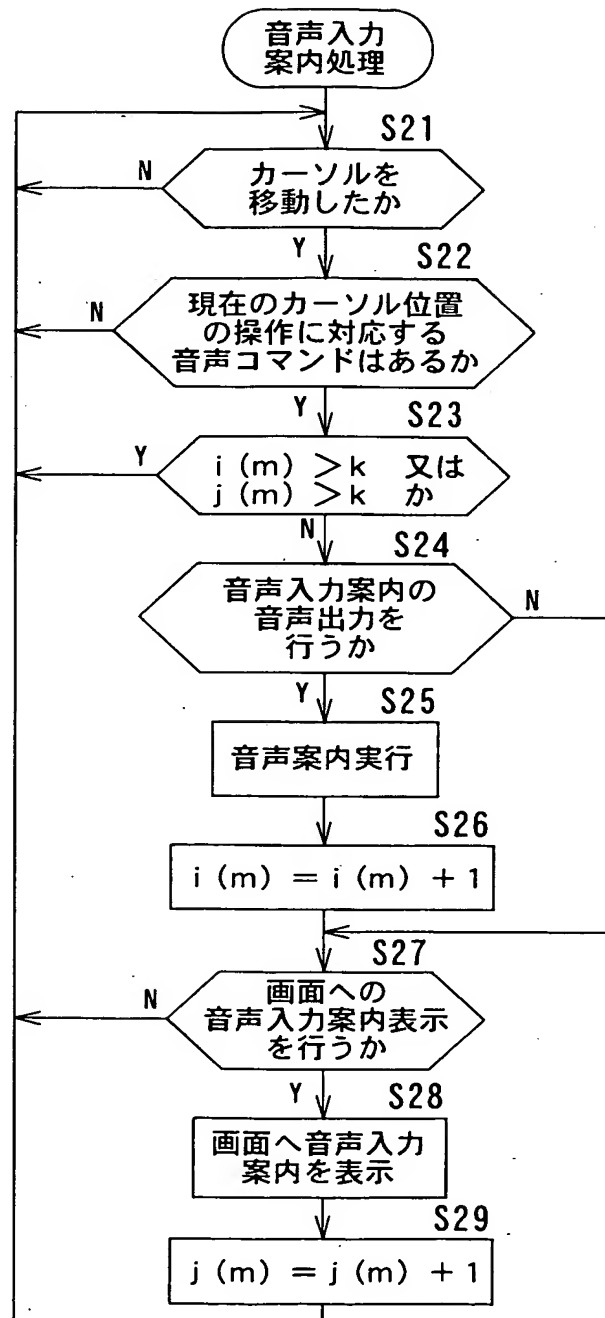 音声入力
案内処理
S21
N
カーソルを
移動したか
Y
S22
N
現在のカーソル位置
の操作に対応する
音声コマンドはあるか
Y
S23
Y
i (m) >k 又は
j (m) >k か
N
S24
音声入力案内の
音声出力を
行うか
N
Y
S25
音声案内実行
S26
i (m) = i (m) + 1
S27
N
画面への
音声入力案内表示
を行うか
Y
S28
画面へ音声入力
案内を表示
S29
j (m) = j (m) + 1